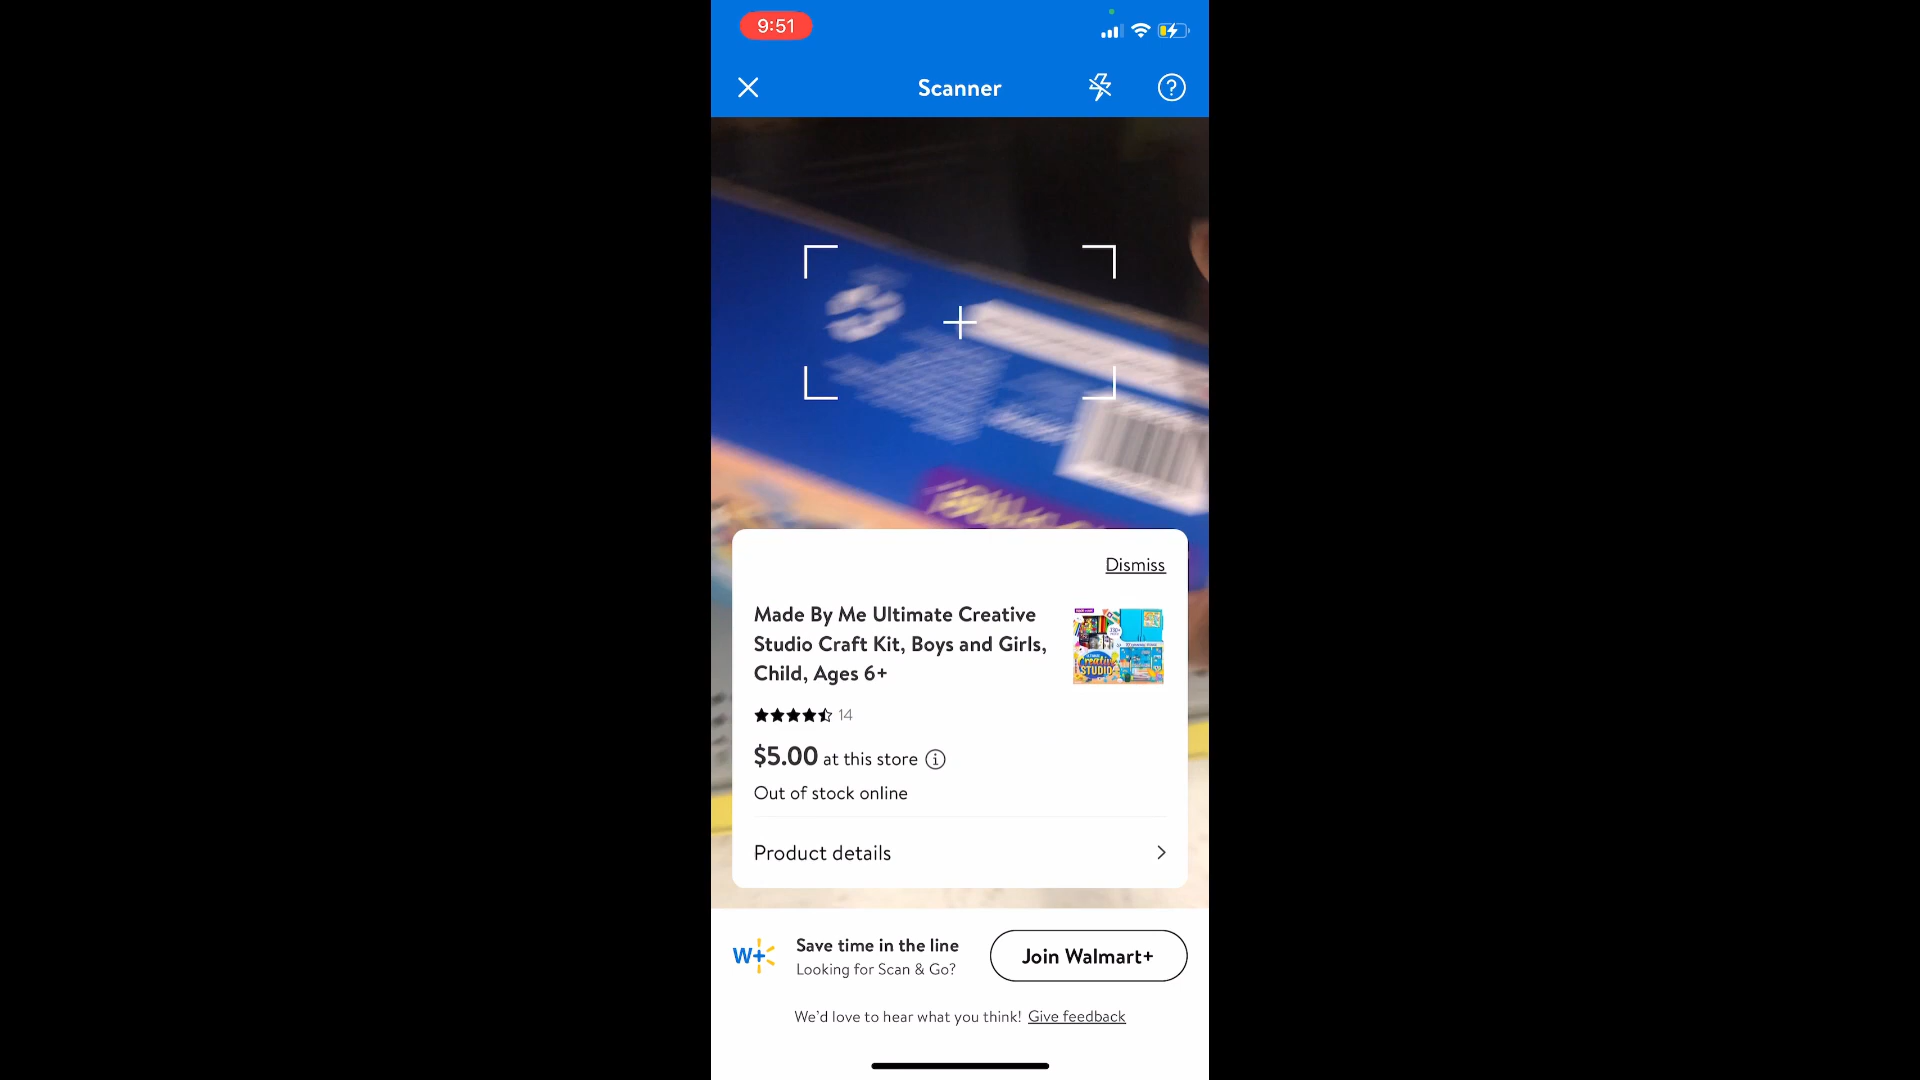 9:51
Scanner
Dismiss
Made By Me Ultimate Creative
Studio Craft Kit, Boys and Girls,
Child, Ages 6+
14
$5.00 at this store
Out of stock online
Product details
W+
Save time in the line
Looking for Scan & Go?
Join Walmart+
We'd love to hear what you think! Give feedback